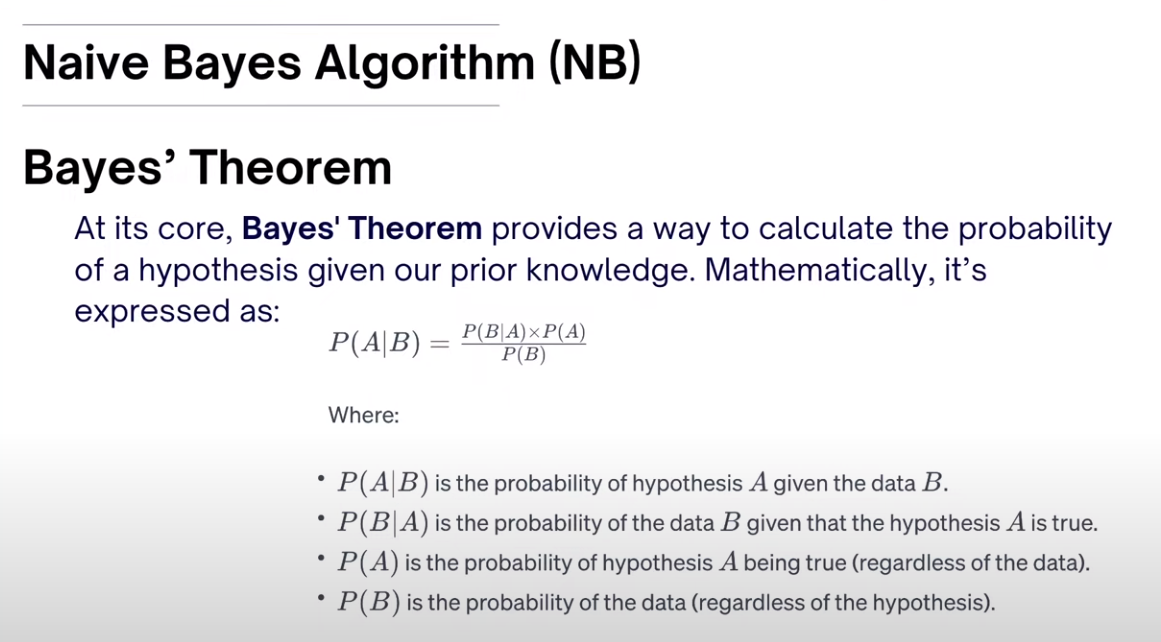 Naive Bayes Algorithm (NB)
Bayes’ Theorem
At its core, Bayes' Theorem provides a way to calculate the probability
of a hypothesis given our prior knowledge. Mathematically, it’s
expressed as:
P(A|B) = P(B|A)×P(A) / P(B)
Where:
• P(A|B) is the probability of hypothesis A given the data B.
• P(B|A) is the probability of the data B given that the hypothesis A is true.
• P(A) is the probability of hypothesis A being true (regardless of the data).
• P(B) is the probability of the data (regardless of the hypothesis).